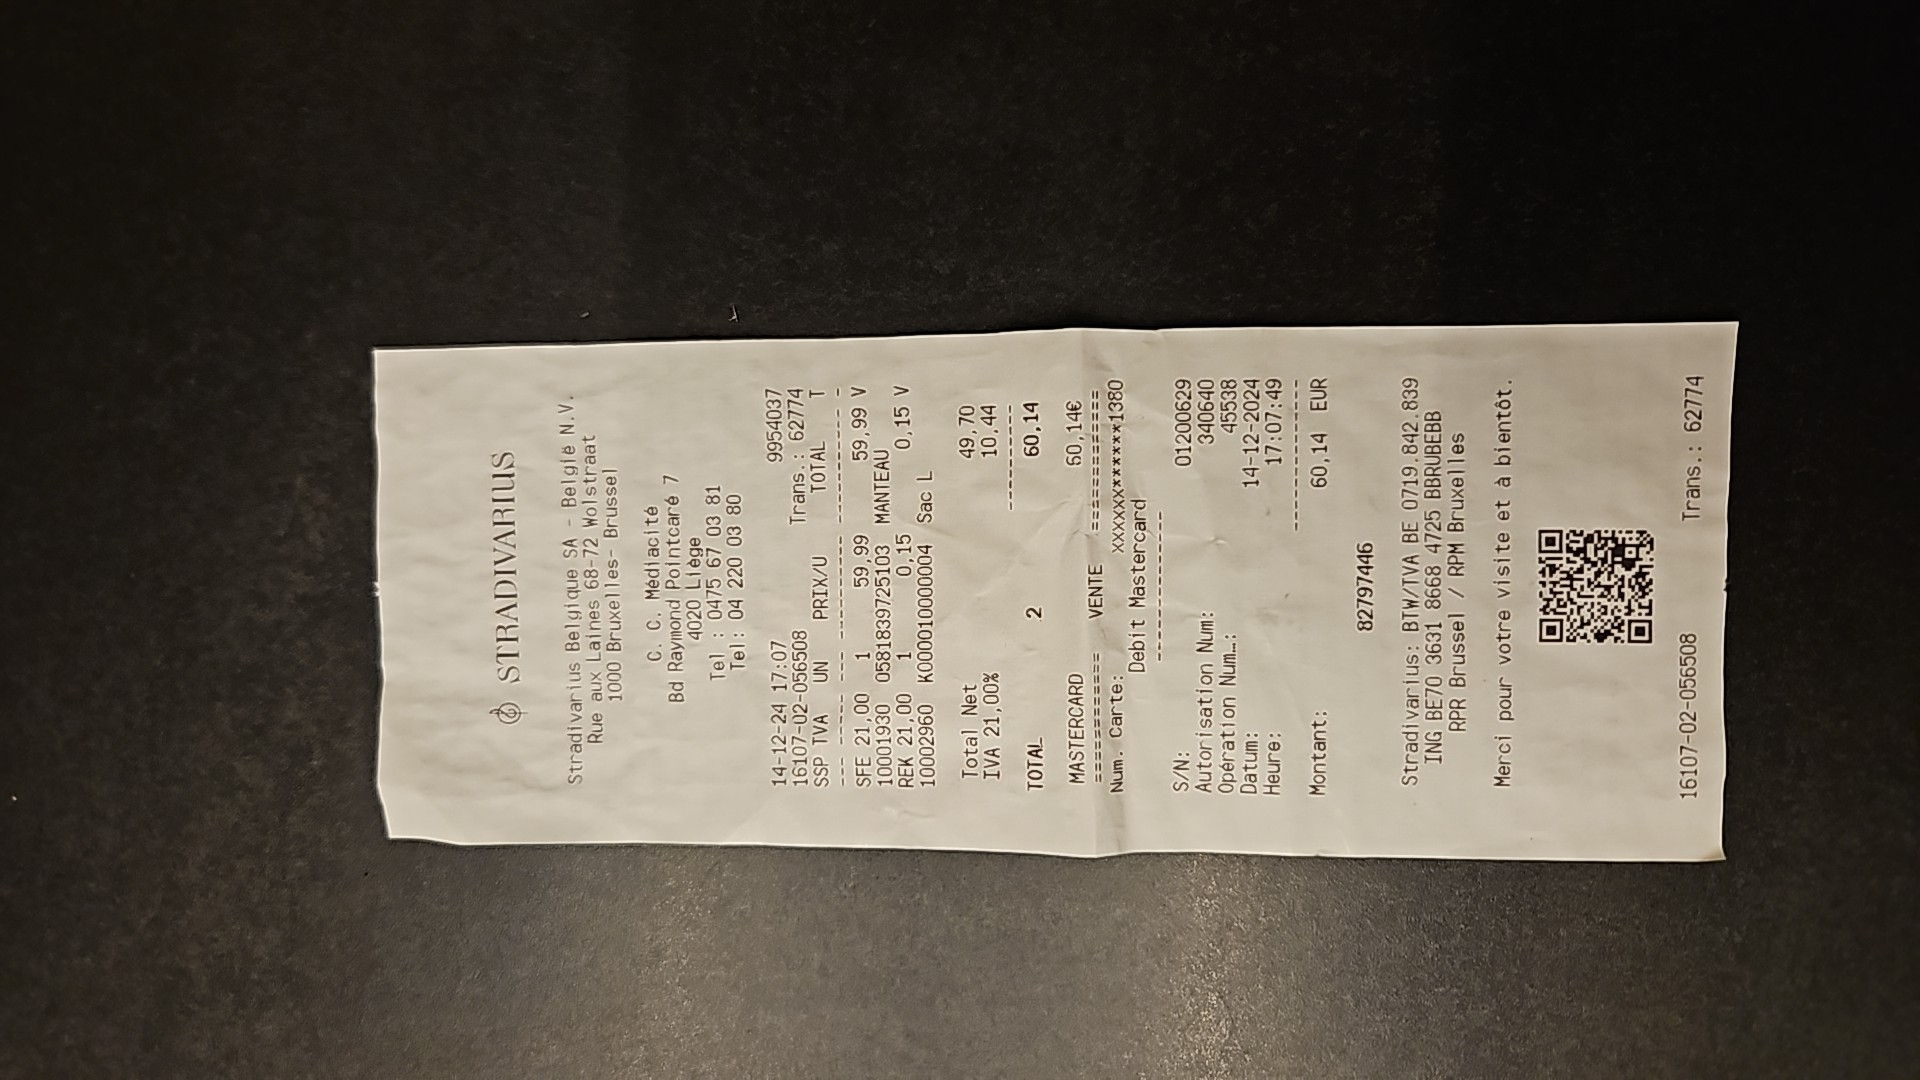 STRADIVARIUS
Stradivarius Belgique SA - België N.V.
Rue aux Laines 68-72 Wolstraat
1000 Bruxelles- Brussel
C. C. Médiacité
Bd Raymond Pointcaré 7
4020 Liége
Tel : 0475 67 03 81
Tel: 04 220 03 80
14-12-24 17:07 9954037
16107-02-056508 Trans.: 62774
SSP TVA UN PRIX/U TOTAL T
--- ----- --- ---------- ---------- -
SFE 21,00 1 59,99 59,99 V
10001930 05818397251​03 MANTEAU
REK 21,00 1 0,15 0,15 V
10002960 K0000100000004 Sac L
Total Net 49,70
IVA 21,00% 10,44
----------
TOTAL 2 60,14
MASTERCARD 60,14€
=========== VENTE ============
Num. Carte: XXXXXX*******1380
Debit Mastercard
--------------
S/N: 01200629
Autorisation Num: 340640
Opération Num…: 45538
Datum: 14-12-2024
Heure: 17:07:49
--------------
Montant: 60,14 EUR
82797446
Stradivarius: BTW/TVA BE 0719.842.839
ING BE70 3631 8668 4725 BBRUBEBB
RPR Brussel / RPM Bruxelles
Merci pour votre visite et à bientôt.
16107-02-056508 Trans.: 62774